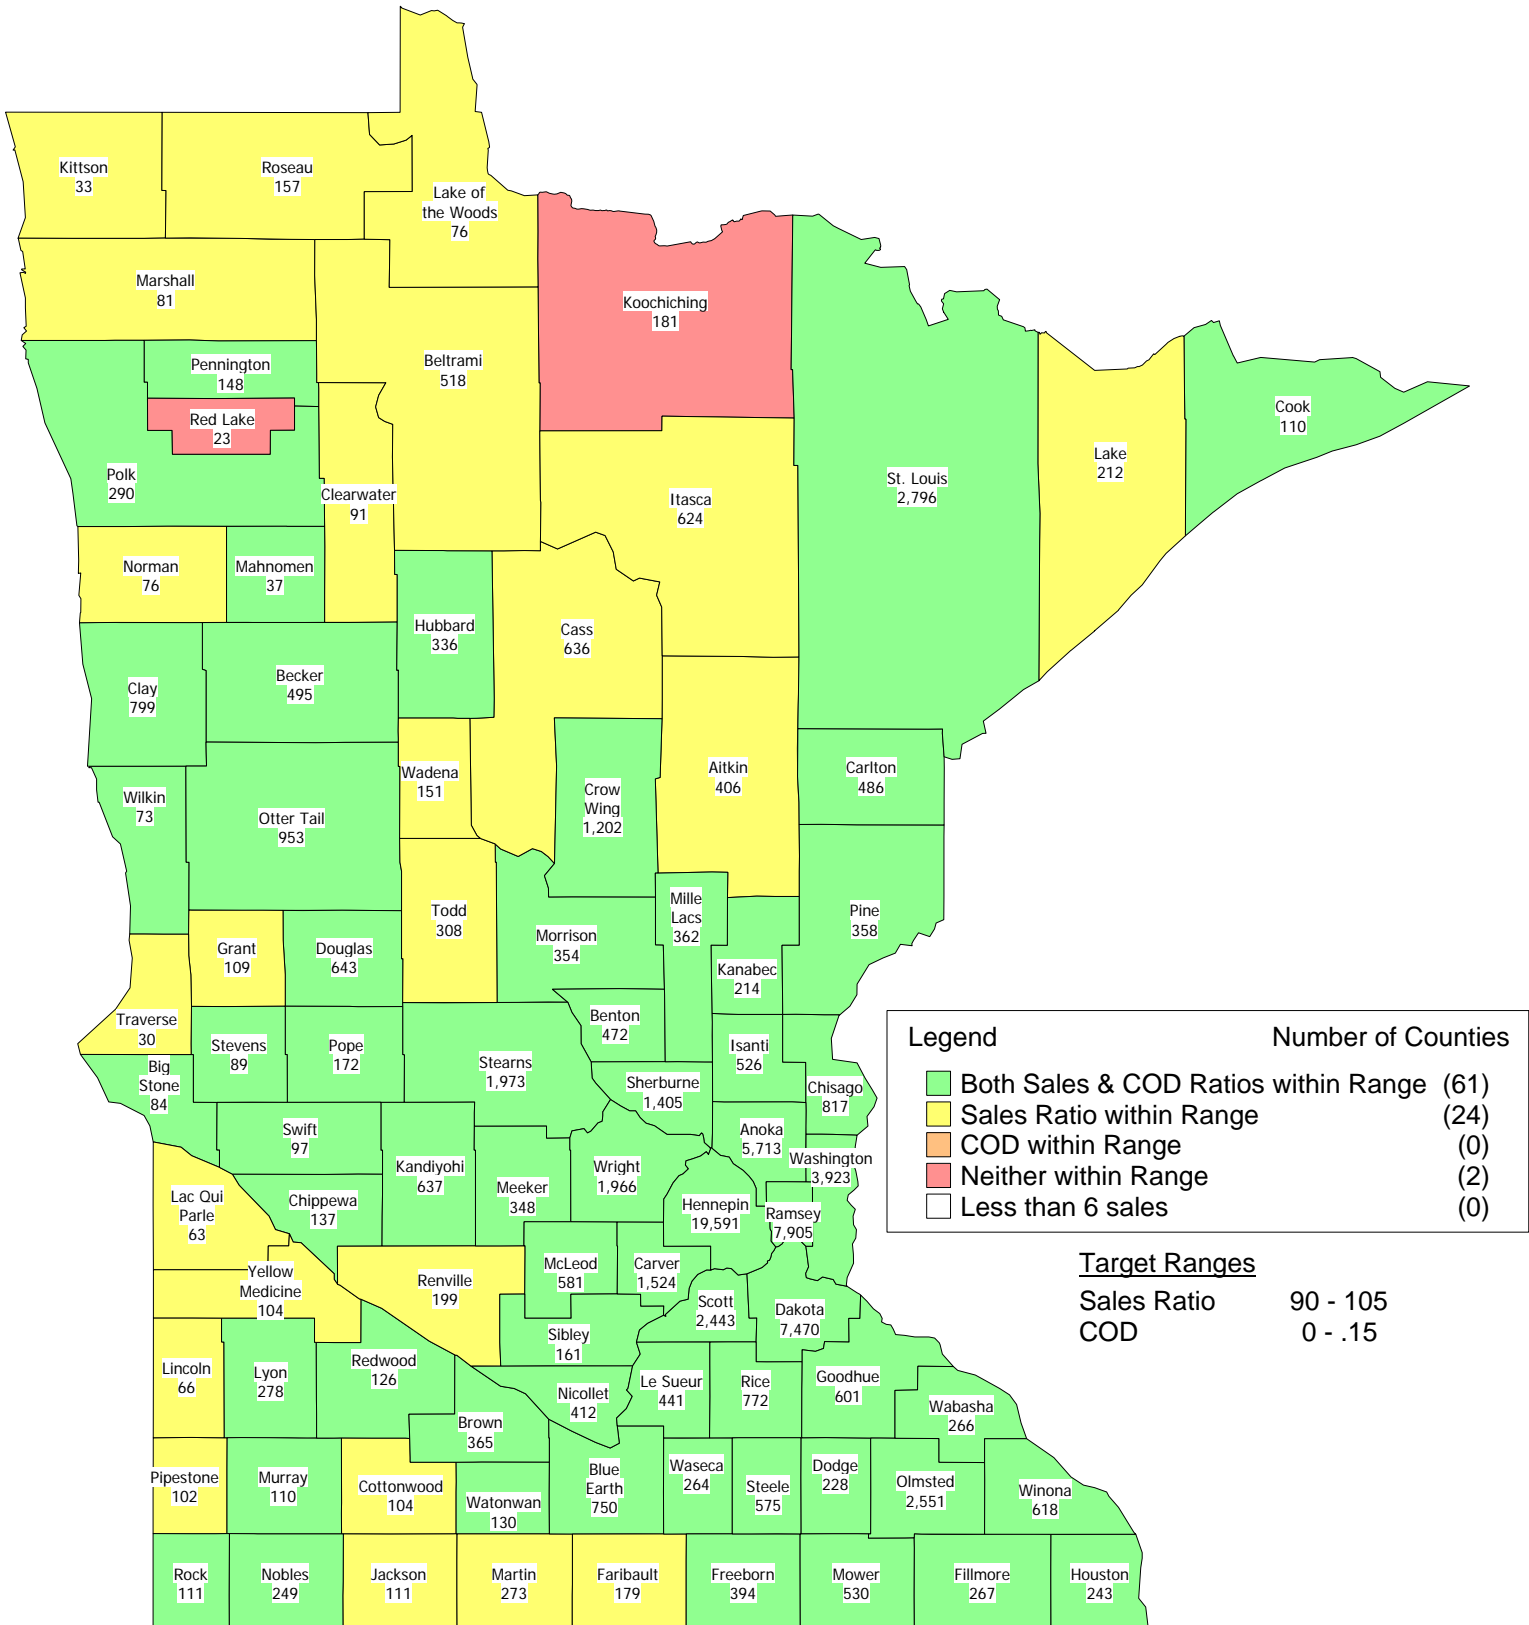 Kittson
33
Roseau
157
Lake of
the Woods
76
Marshall
81
Koochiching
181
Beltrami
518
Pennington
148
Red Lake
23
Polk
290
Clearwater
91
Itasca
624
St. Louis
2,796
Lake
212
Cook
110
Norman
76
Mahnomen
37
Hubbard
336
Cass
636
Clay
799
Becker
495
Wadena
151
Aitkin
406
Carlton
486
Crow
Wing
1,202
Wilkin
73
Otter Tail
953
Todd
308
Morrison
354
Mille
Lacs
362
Pine
358
Grant
109
Douglas
643
Kanabec
214
Traverse
30
Stevens
89
Pope
172
Stearns
1,973
Benton
472
Isanti
526
Big
Stone
84
Sherburne
1,405
Chisago
817
Swift
97
Kandiyohi
637
Meeker
348
Wright
1,966
Anoka
5,713
Washington
3,923
Lac Qui
Parle
63
Chippewa
137
Hennepin
19,591
Ramsey
7,905
Yellow
Medicine
104
Renville
199
McLeod
581
Carver
1,524
Scott
2,443
Dakota
7,470
Sibley
161
Lincoln
66
Lyon
278
Redwood
126
Nicollet
412
Le Sueur
441
Rice
772
Goodhue
601
Wabasha
266
Brown
365
Pipestone
102
Murray
110
Cottonwood
104
Watonwan
130
Blue
Earth
750
Waseca
264
Steele
575
Dodge
228
Olmsted
2,551
Winona
618
Rock
111
Nobles
249
Jackson
111
Martin
273
Faribault
179
Freeborn
394
Mower
530
Fillmore
267
Houston
243
Legend Number of Counties
Both Sales & COD Ratios within Range (61)
Sales Ratio within Range (24)
COD within Range (0)
Neither within Range (2)
Less than 6 sales (0)
Target Ranges
Sales Ratio 90 - 105
COD 0 - .15